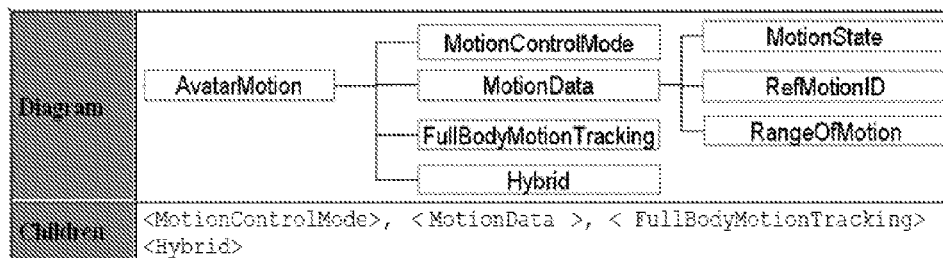 Diagram
AvatarMotion
MotionControlMode
MotionData
FullBodyMotionTracking
Hybrid
MotionState
RefMotionID
RangeOfMotion
Children
<MotionControlMode>, < MotionData >, < FullBodyMotionTracking>
<Hybrid>